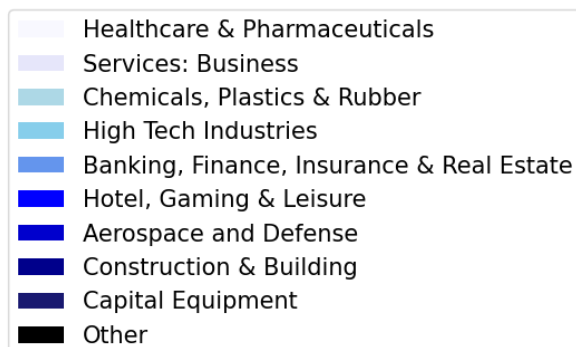 Healthcare & Pharmaceuticals
Services: Business
Chemicals, Plastics & Rubber
High Tech Industries
Banking, Finance, Insurance & Real Estate
Hotel, Gaming & Leisure
Aerospace and Defense
Construction & Building
Capital Equipment
Other